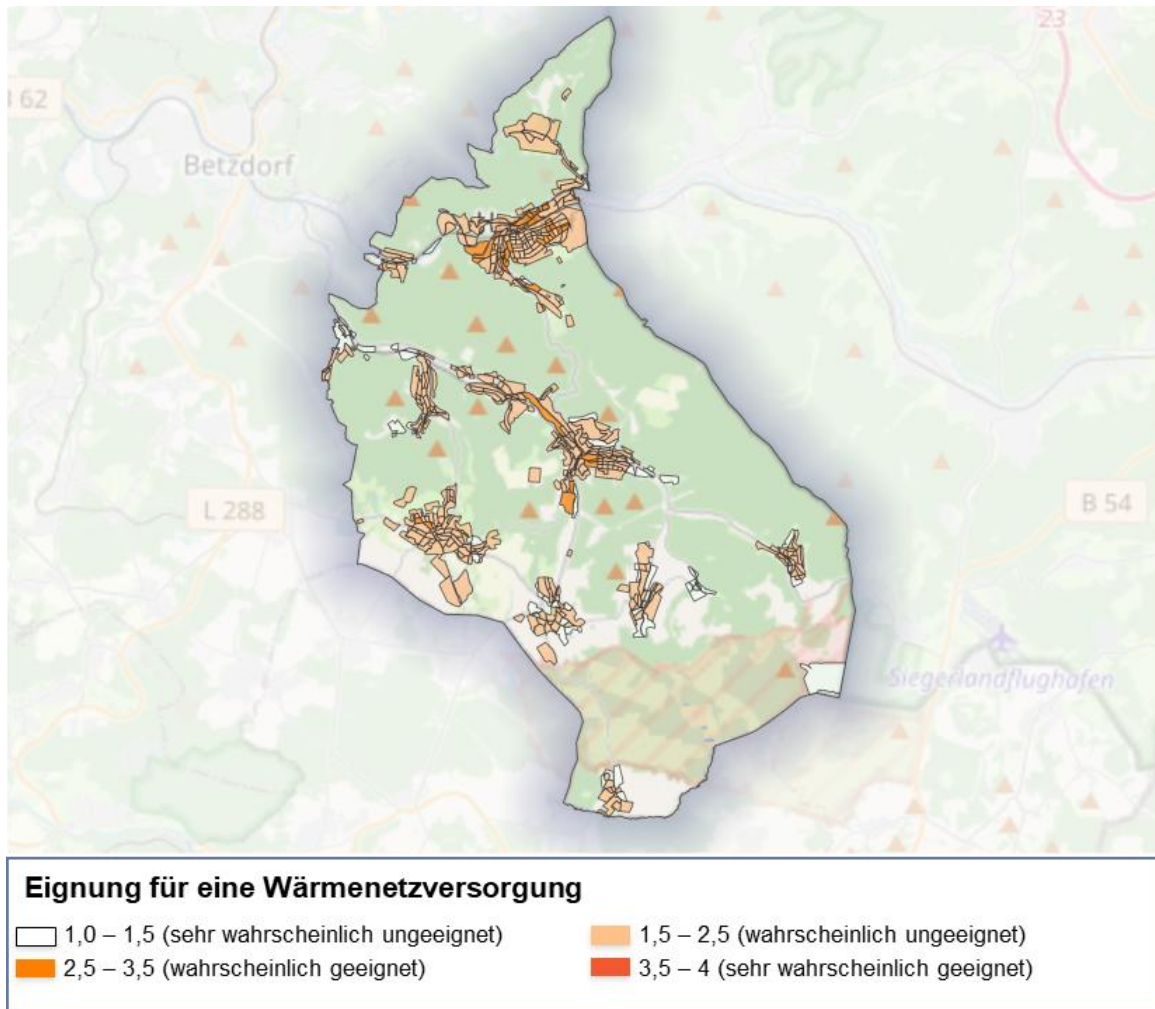 23
B 62
Betzdorf
L 288
B 54
Siegerlandflughafen
Eignung für eine Wärmenetzversorgung
1,0 – 1,5 (sehr wahrscheinlich ungeeignet)
1,5 – 2,5 (wahrscheinlich ungeeignet)
2,5 – 3,5 (wahrscheinlich geeignet)
3,5 – 4 (sehr wahrscheinlich geeignet)